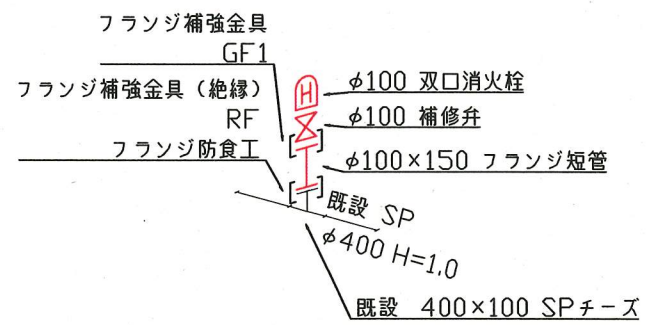 フランジ補強金具
GF1
フランジ補強金具（絶縁）
RF
フランジ防食工
H
φ100 双口消火栓
φ100 補修弁
φ100×150 フランジ短管
既設 SP
φ400 H=1.0
既設 400×100 SPチーズ